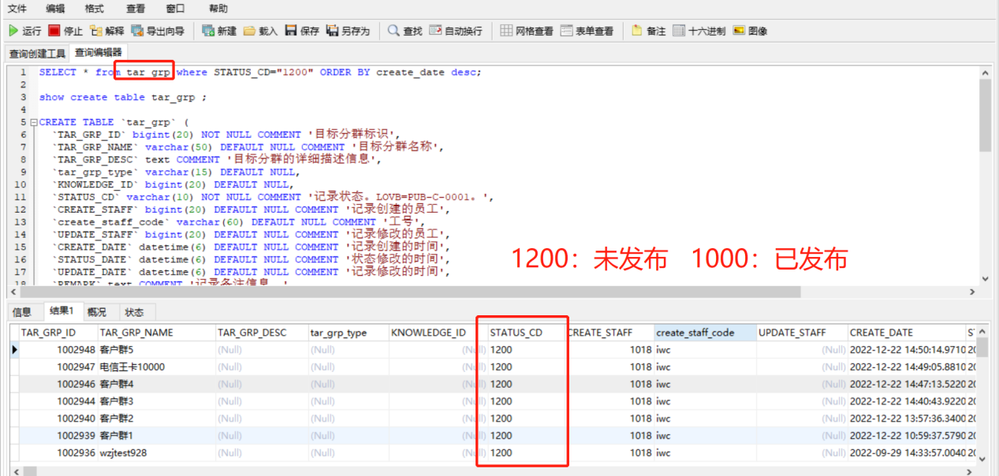 文件 编辑 格式 查看 窗口 帮助
运行 停止 解释 导出向导 新建 载入 保存 另存为 查找 自动换行 网格查看 表单查看 备注 十六进制 图像
查询创建工具 查询编辑器
1 SELECT * from tar_grp where STATUS_CD="1200" ORDER BY create_date desc;
2
3 show create table tar_grp ;
4
5 CREATE TABLE `tar_grp` (
6 `TAR_GRP_ID` bigint(20) NOT NULL COMMENT '目标分群标识',
7 `TAR_GRP_NAME` varchar(50) DEFAULT NULL COMMENT '目标分群名称',
8 `TAR_GRP_DESC` text COMMENT '目标分群的详细描述信息',
9 `tar_grp_type` varchar(15) DEFAULT NULL,
10 `KNOWLEDGE_ID` bigint(20) DEFAULT NULL,
11 `STATUS_CD` varchar(10) NOT NULL COMMENT '记录状态。LOVB=PUB-C-0001。',
12 `CREATE_STAFF` bigint(20) DEFAULT NULL COMMENT '记录创建的员工',
13 `create_staff_code` varchar(60) DEFAULT NULL COMMENT '工号',
14 `UPDATE_STAFF` bigint(20) DEFAULT NULL COMMENT '记录修改的员工',
15 `CREATE_DATE` datetime(6) DEFAULT NULL COMMENT '记录创建的时间',
16 `STATUS_DATE` datetime(6) DEFAULT NULL COMMENT '状态修改的时间',
17 `UPDATE_DATE` datetime(6) DEFAULT NULL COMMENT '记录修改的时间',
18 `REMARK` text COMMENT '记录备注信息。'
1200：未发布 1000：已发布
信息 结果1 概况 状态
TAR_GRP_ID TAR_GRP_NAME TAR_GRP_DESC tar_grp_type KNOWLEDGE_ID STATUS_CD CREATE_STAFF create_staff_code UPDATE_STAFF CREATE_DATE
1002948 客户群5 (Null) (Null) (Null) 1200 1018 iwc (Null) 2022-12-22 14:50:14.9710
1002947 电信王卡10000 (Null) (Null) (Null) 1200 1018 iwc (Null) 2022-12-22 14:49:05.8810
1002946 客户群4 (Null) (Null) (Null) 1200 1018 iwc (Null) 2022-12-22 14:47:13.5220
1002944 客户群3 (Null) (Null) (Null) 1200 1018 iwc (Null) 2022-12-22 14:40:43.9220
1002940 客户群2 (Null) (Null) (Null) 1200 1018 iwc (Null) 2022-12-22 13:57:36.3400
1002939 客户群1 (Null) (Null) (Null) 1200 1018 iwc (Null) 2022-12-22 10:59:37.5790
1002936 wzjtest928 (Null) (Null) (Null) 1200 1018 iwc (Null) 2022-09-29 14:33:57.0040